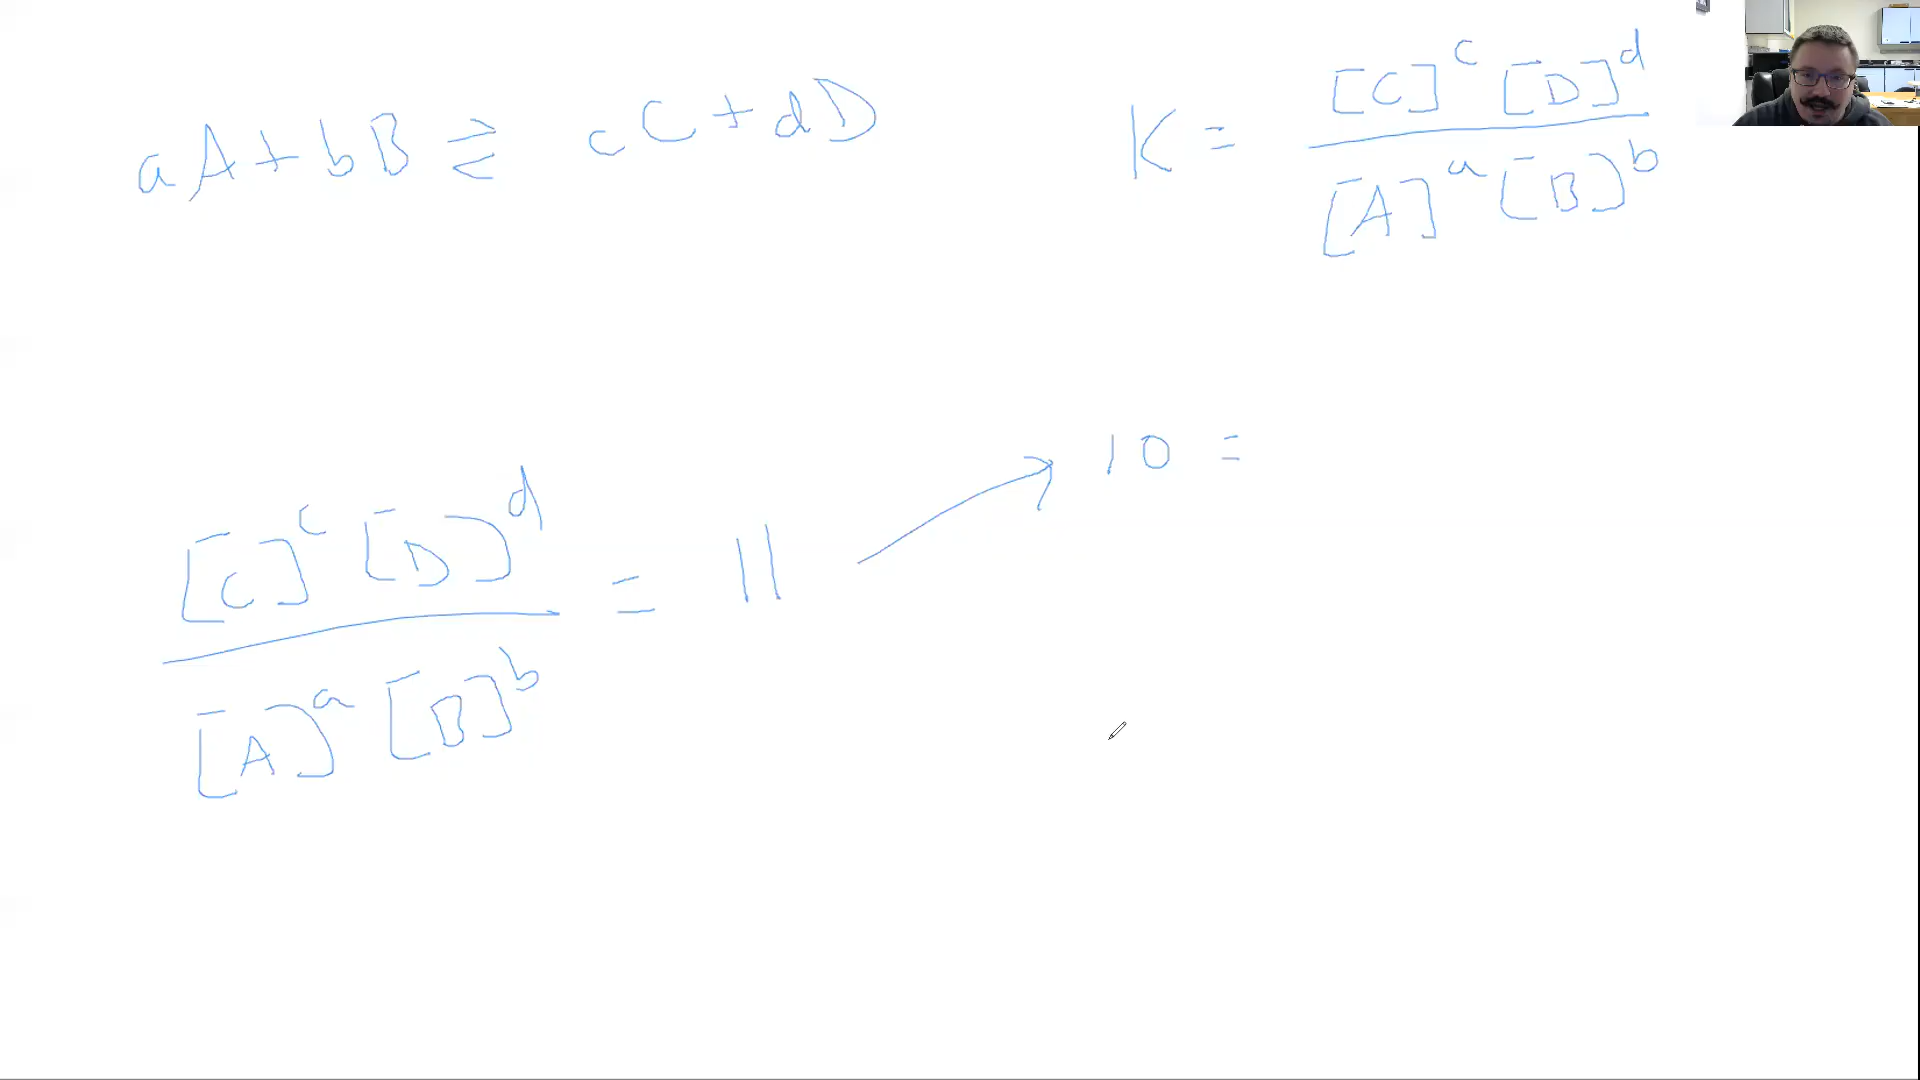 aA + bB ⇄ cC + dD
K = [C]^c [D]^d / [A]^a [B]^b
10 =
[C]^c [D]^d / [A]^a [B]^b = 11